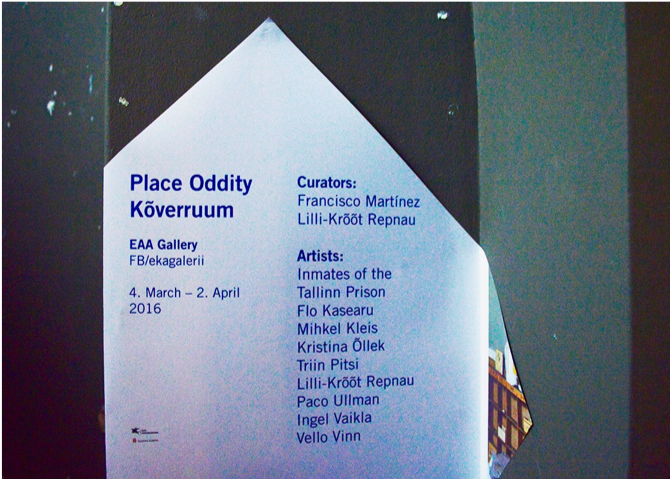 Place Oddity
Kõverruum
EAA Gallery
FB/ekagalerii
4. March – 2. April
2016
Curators:
Francisco Martínez
Lilli-Krõõt Repnau
Artists:
Inmates of the
Tallinn Prison
Flo Kasearu
Mihkel Kleis
Kristina Õllek
Triin Pitsi
Lilli-Krõõt Repnau
Paco Ullman
Ingel Vaikla
Vello Vinn